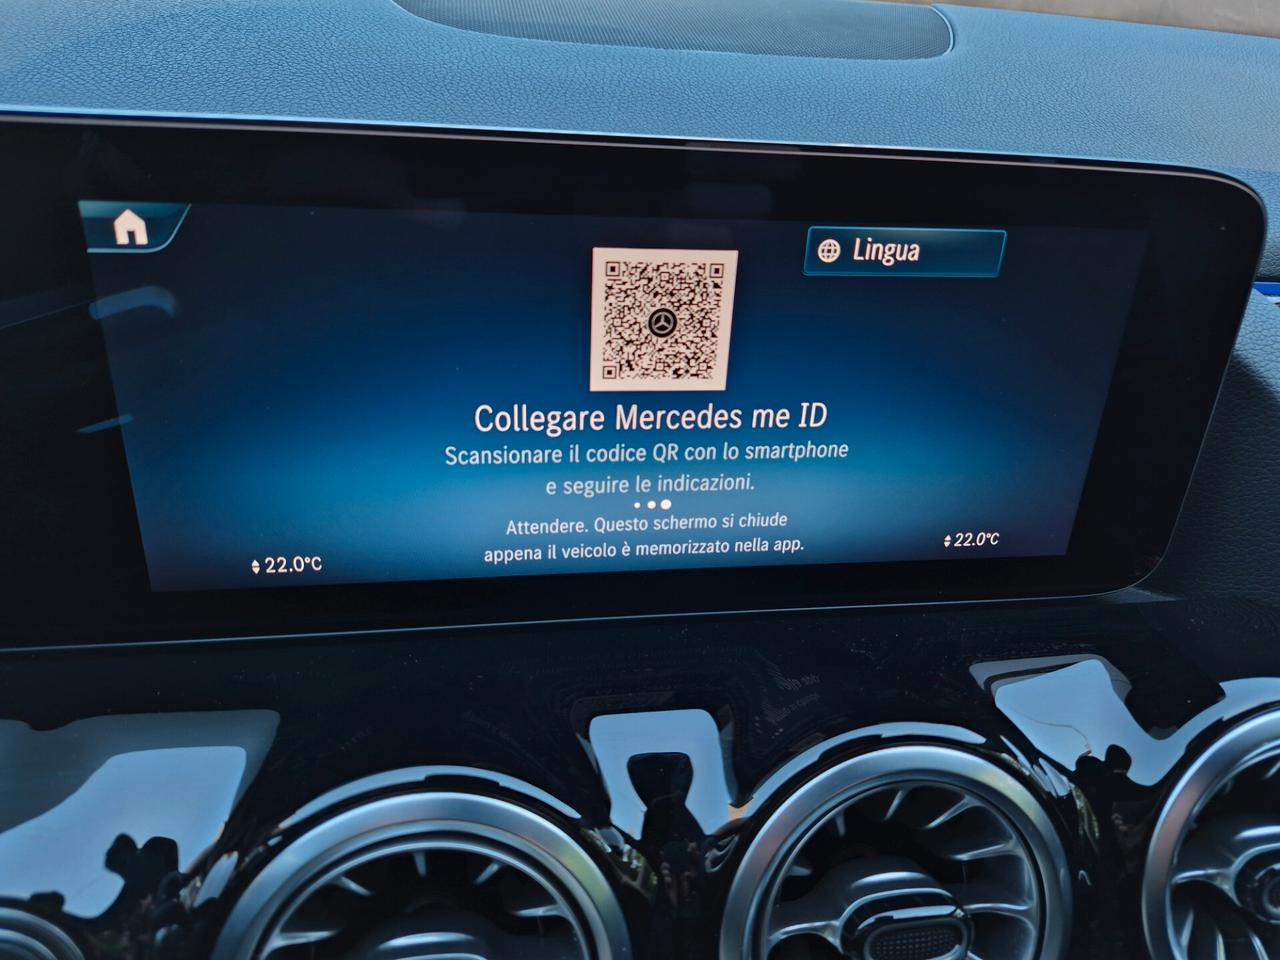 Lingua
Collegare Mercedes me ID
Scansionare il codice QR con lo smartphone
e seguire le indicazioni.
Attendere. Questo schermo si chiude
appena il veicolo è memorizzato nella app.
22.0°C
22.0°C